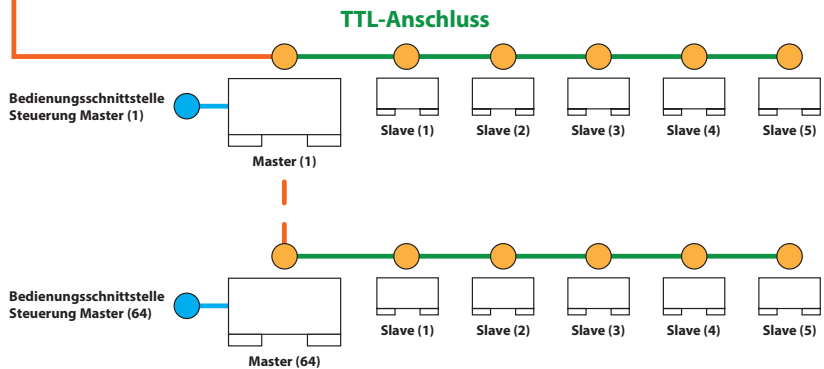 TTL-Anschluss
Bedienungsschnittstelle
Steuerung Master (1)
Master (1)
Slave (1)
Slave (2)
Slave (3)
Slave (4)
Slave (5)
Bedienungsschnittstelle
Steuerung Master (64)
Master (64)
Slave (1)
Slave (2)
Slave (3)
Slave (4)
Slave (5)